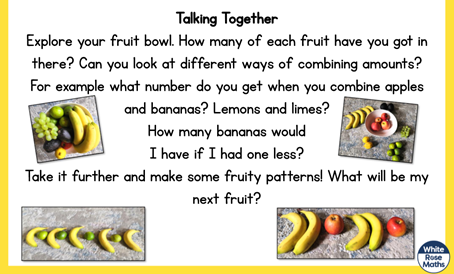 Talking Together
Explore your fruit bowl. How many of each fruit have you got in
there? Can you look at different ways of combining amounts?
For example what number do you get when you combine apples
and bananas? Lemons and limes?
How many bananas would
I have if I had one less?
Take it further and make some fruity patterns! What will be my
next fruit?
White
Rose
Maths